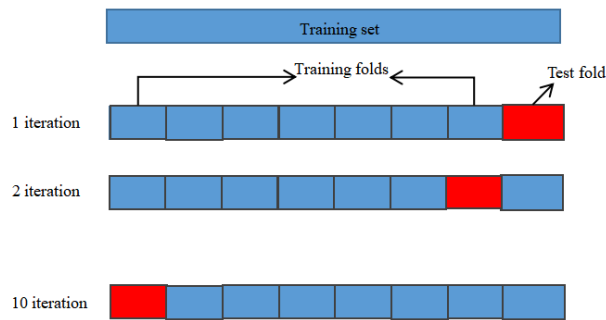 Training set
Training folds
Test fold
1 iteration
2 iteration
10 iteration